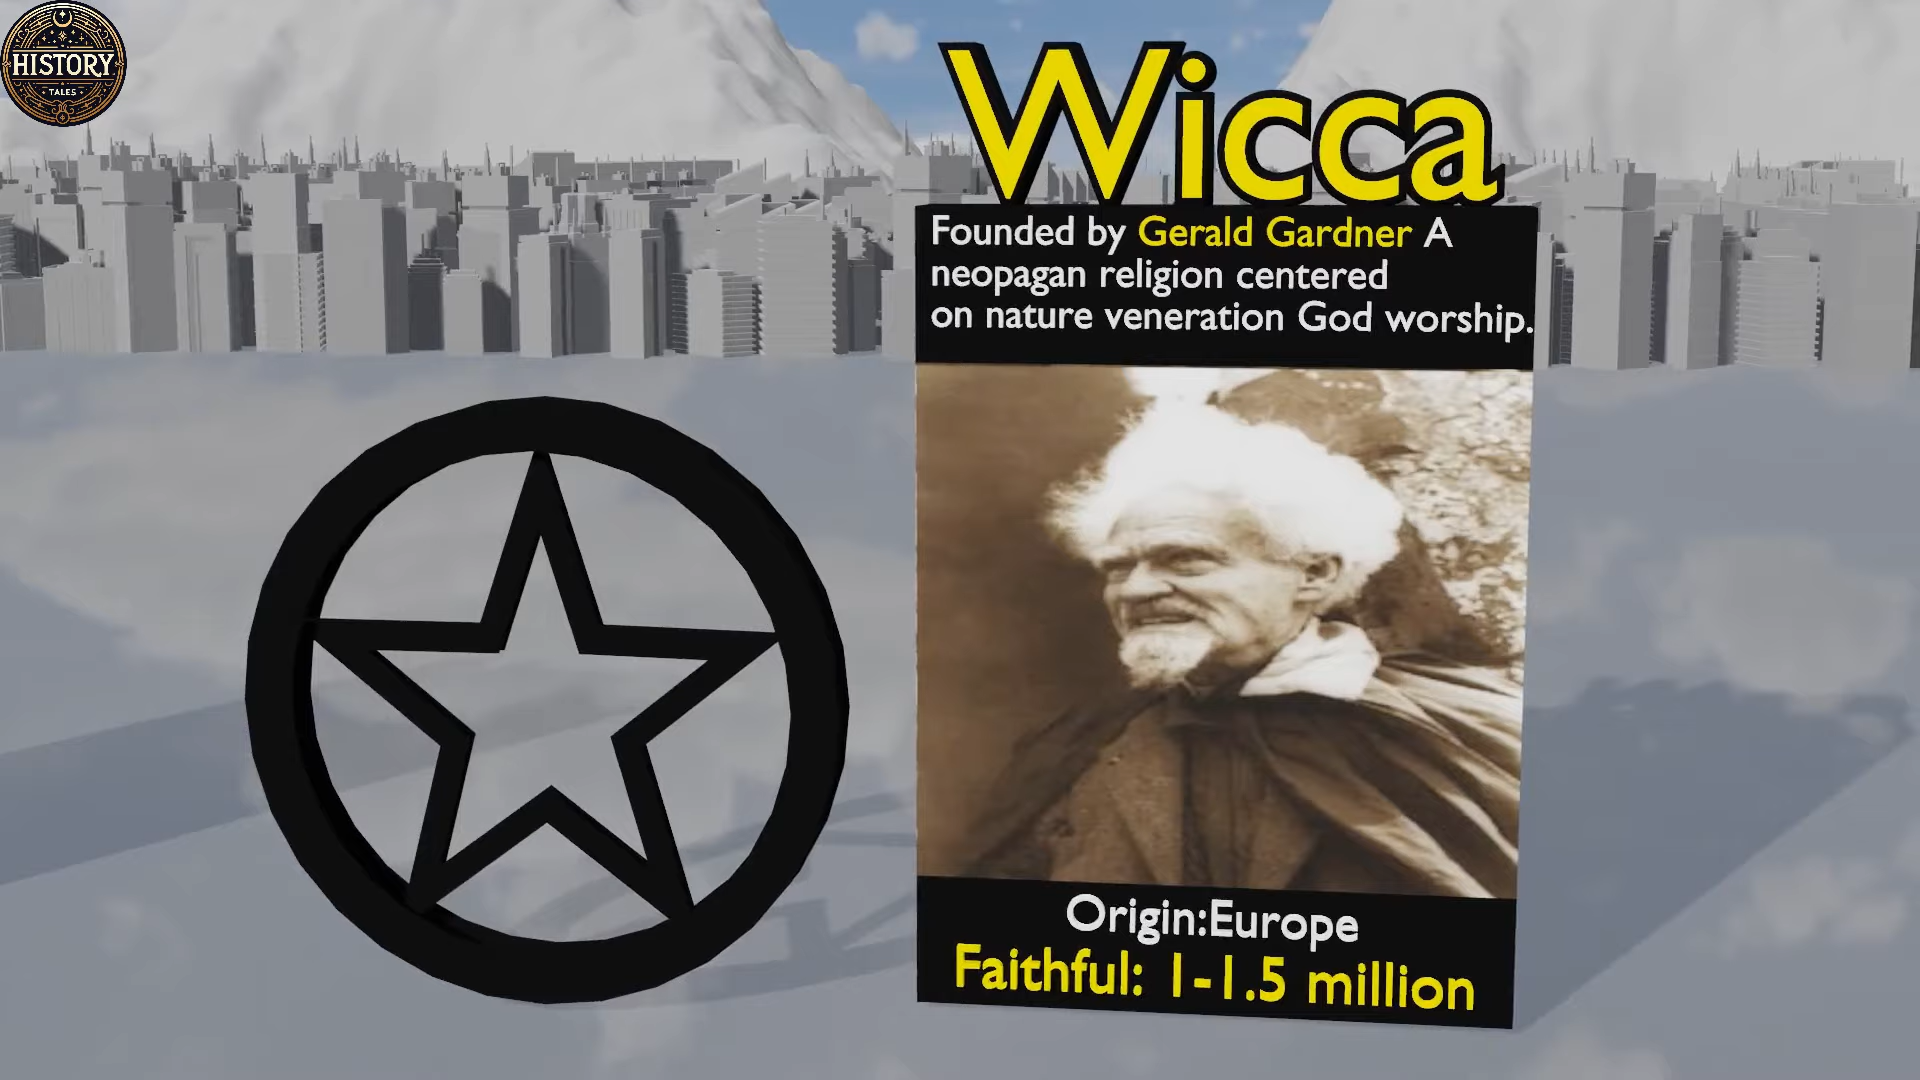 HISTORY
TALES
Wicca
Founded by Gerald Gardner A
neopagan religion centered
on nature veneration God worship.
Origin:Europe
Faithful: 1-1.5 million